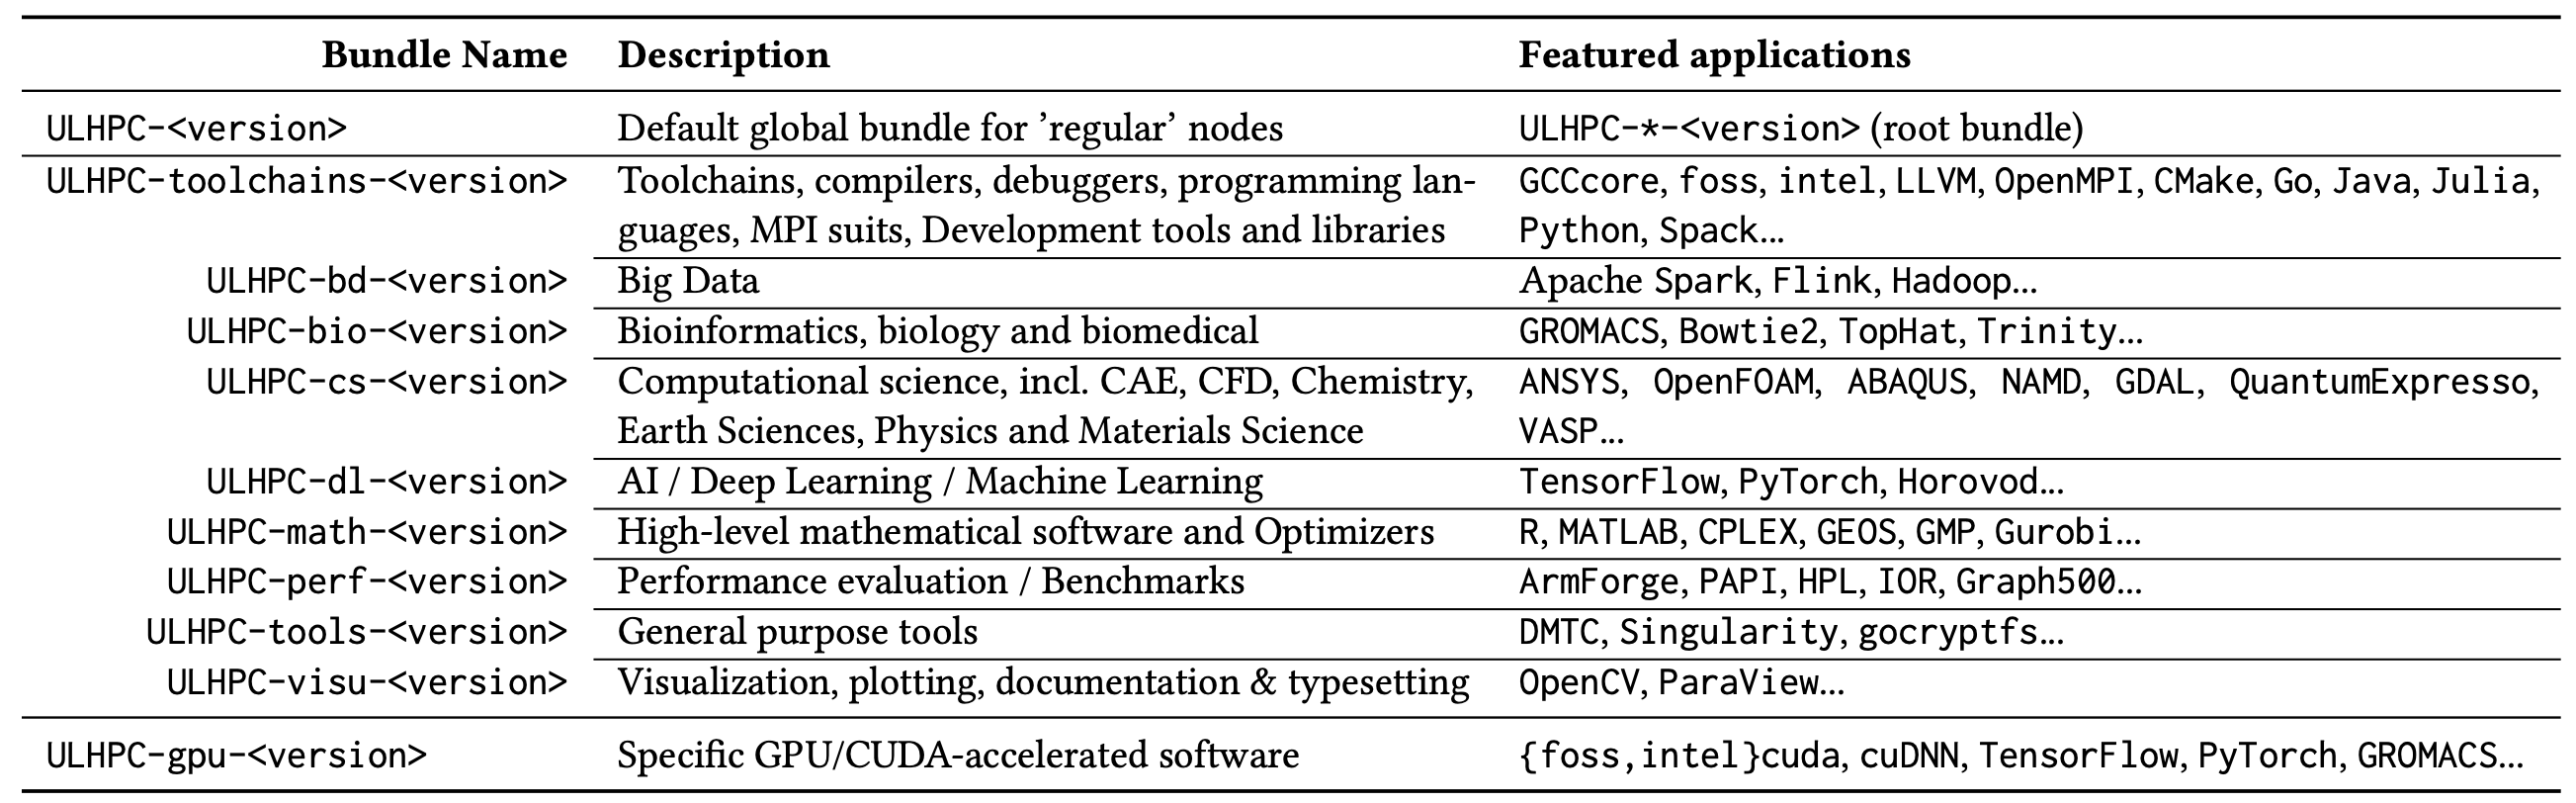 Bundle Name Description Featured applications
ULHPC-<version> Default global bundle for ’regular’ nodes ULHPC-*-<version> (root bundle)
ULHPC-toolchains-<version> Toolchains, compilers, debuggers, programming lan- GCCcore, foss, intel, LLVM, OpenMPI, CMake, Go, Java, Julia,
guages, MPI suits, Development tools and libraries Python, Spack...
ULHPC-bd-<version> Big Data Apache Spark, Flink, Hadoop...
ULHPC-bio-<version> Bioinformatics, biology and biomedical GROMACS, Bowtie2, TopHat, Trinity...
ULHPC-cs-<version> Computational science, incl. CAE, CFD, Chemistry, ANSYS, OpenFOAM, ABAQUS, NAMD, GDAL, QuantumExpresso,
Earth Sciences, Physics and Materials Science VASP...
ULHPC-dl-<version> AI / Deep Learning / Machine Learning TensorFlow, PyTorch, Horovod...
ULHPC-math-<version> High-level mathematical software and Optimizers R, MATLAB, CPLEX, GEOS, GMP, Gurobi...
ULHPC-perf-<version> Performance evaluation / Benchmarks ArmForge, PAPI, HPL, IOR, Graph500...
ULHPC-tools-<version> General purpose tools DMTC, Singularity, gocryptfs...
ULHPC-visu-<version> Visualization, plotting, documentation & typesetting OpenCV, ParaView...
ULHPC-gpu-<version> Specific GPU/CUDA-accelerated software {foss,intel}cuda, cuDNN, TensorFlow, PyTorch, GROMACS...